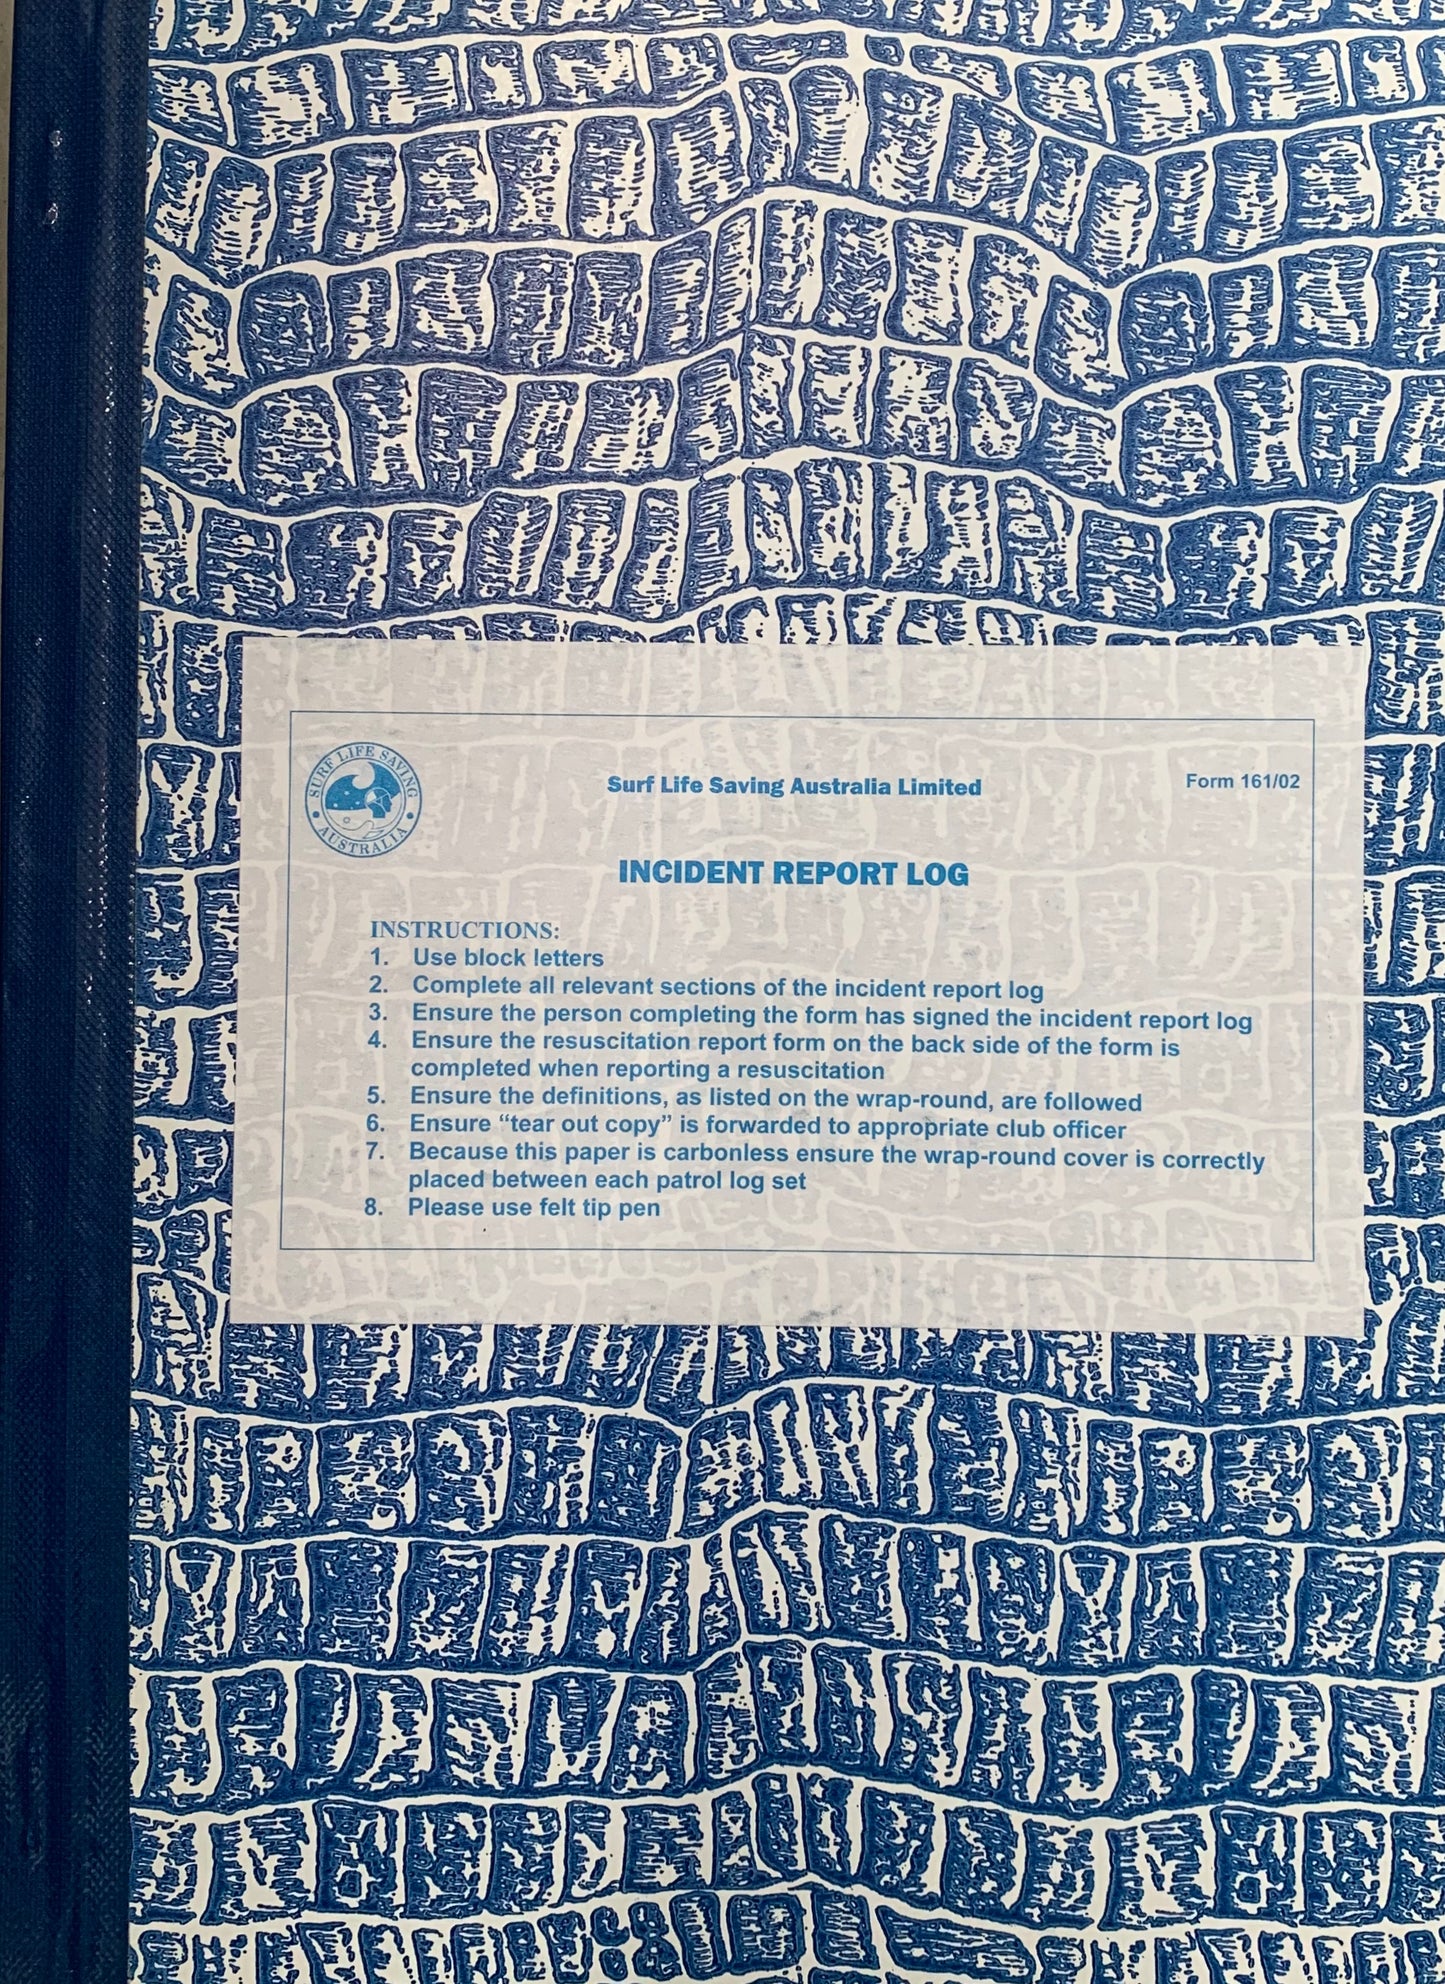 SURF LIFE SAVING
AUSTRALIA
Surf Life Saving Australia Limited
Form 161/02
INCIDENT REPORT LOG
INSTRUCTIONS:
1. Use block letters
2. Complete all relevant sections of the incident report log
3. Ensure the person completing the form has signed the incident report log
4. Ensure the resuscitation report form on the back side of the form is
completed when reporting a resuscitation
5. Ensure the definitions, as listed on the wrap-round, are followed
6. Ensure “tear out copy” is forwarded to appropriate club officer
7. Because this paper is carbonless ensure the wrap-round cover is correctly
placed between each patrol log set
8. Please use felt tip pen